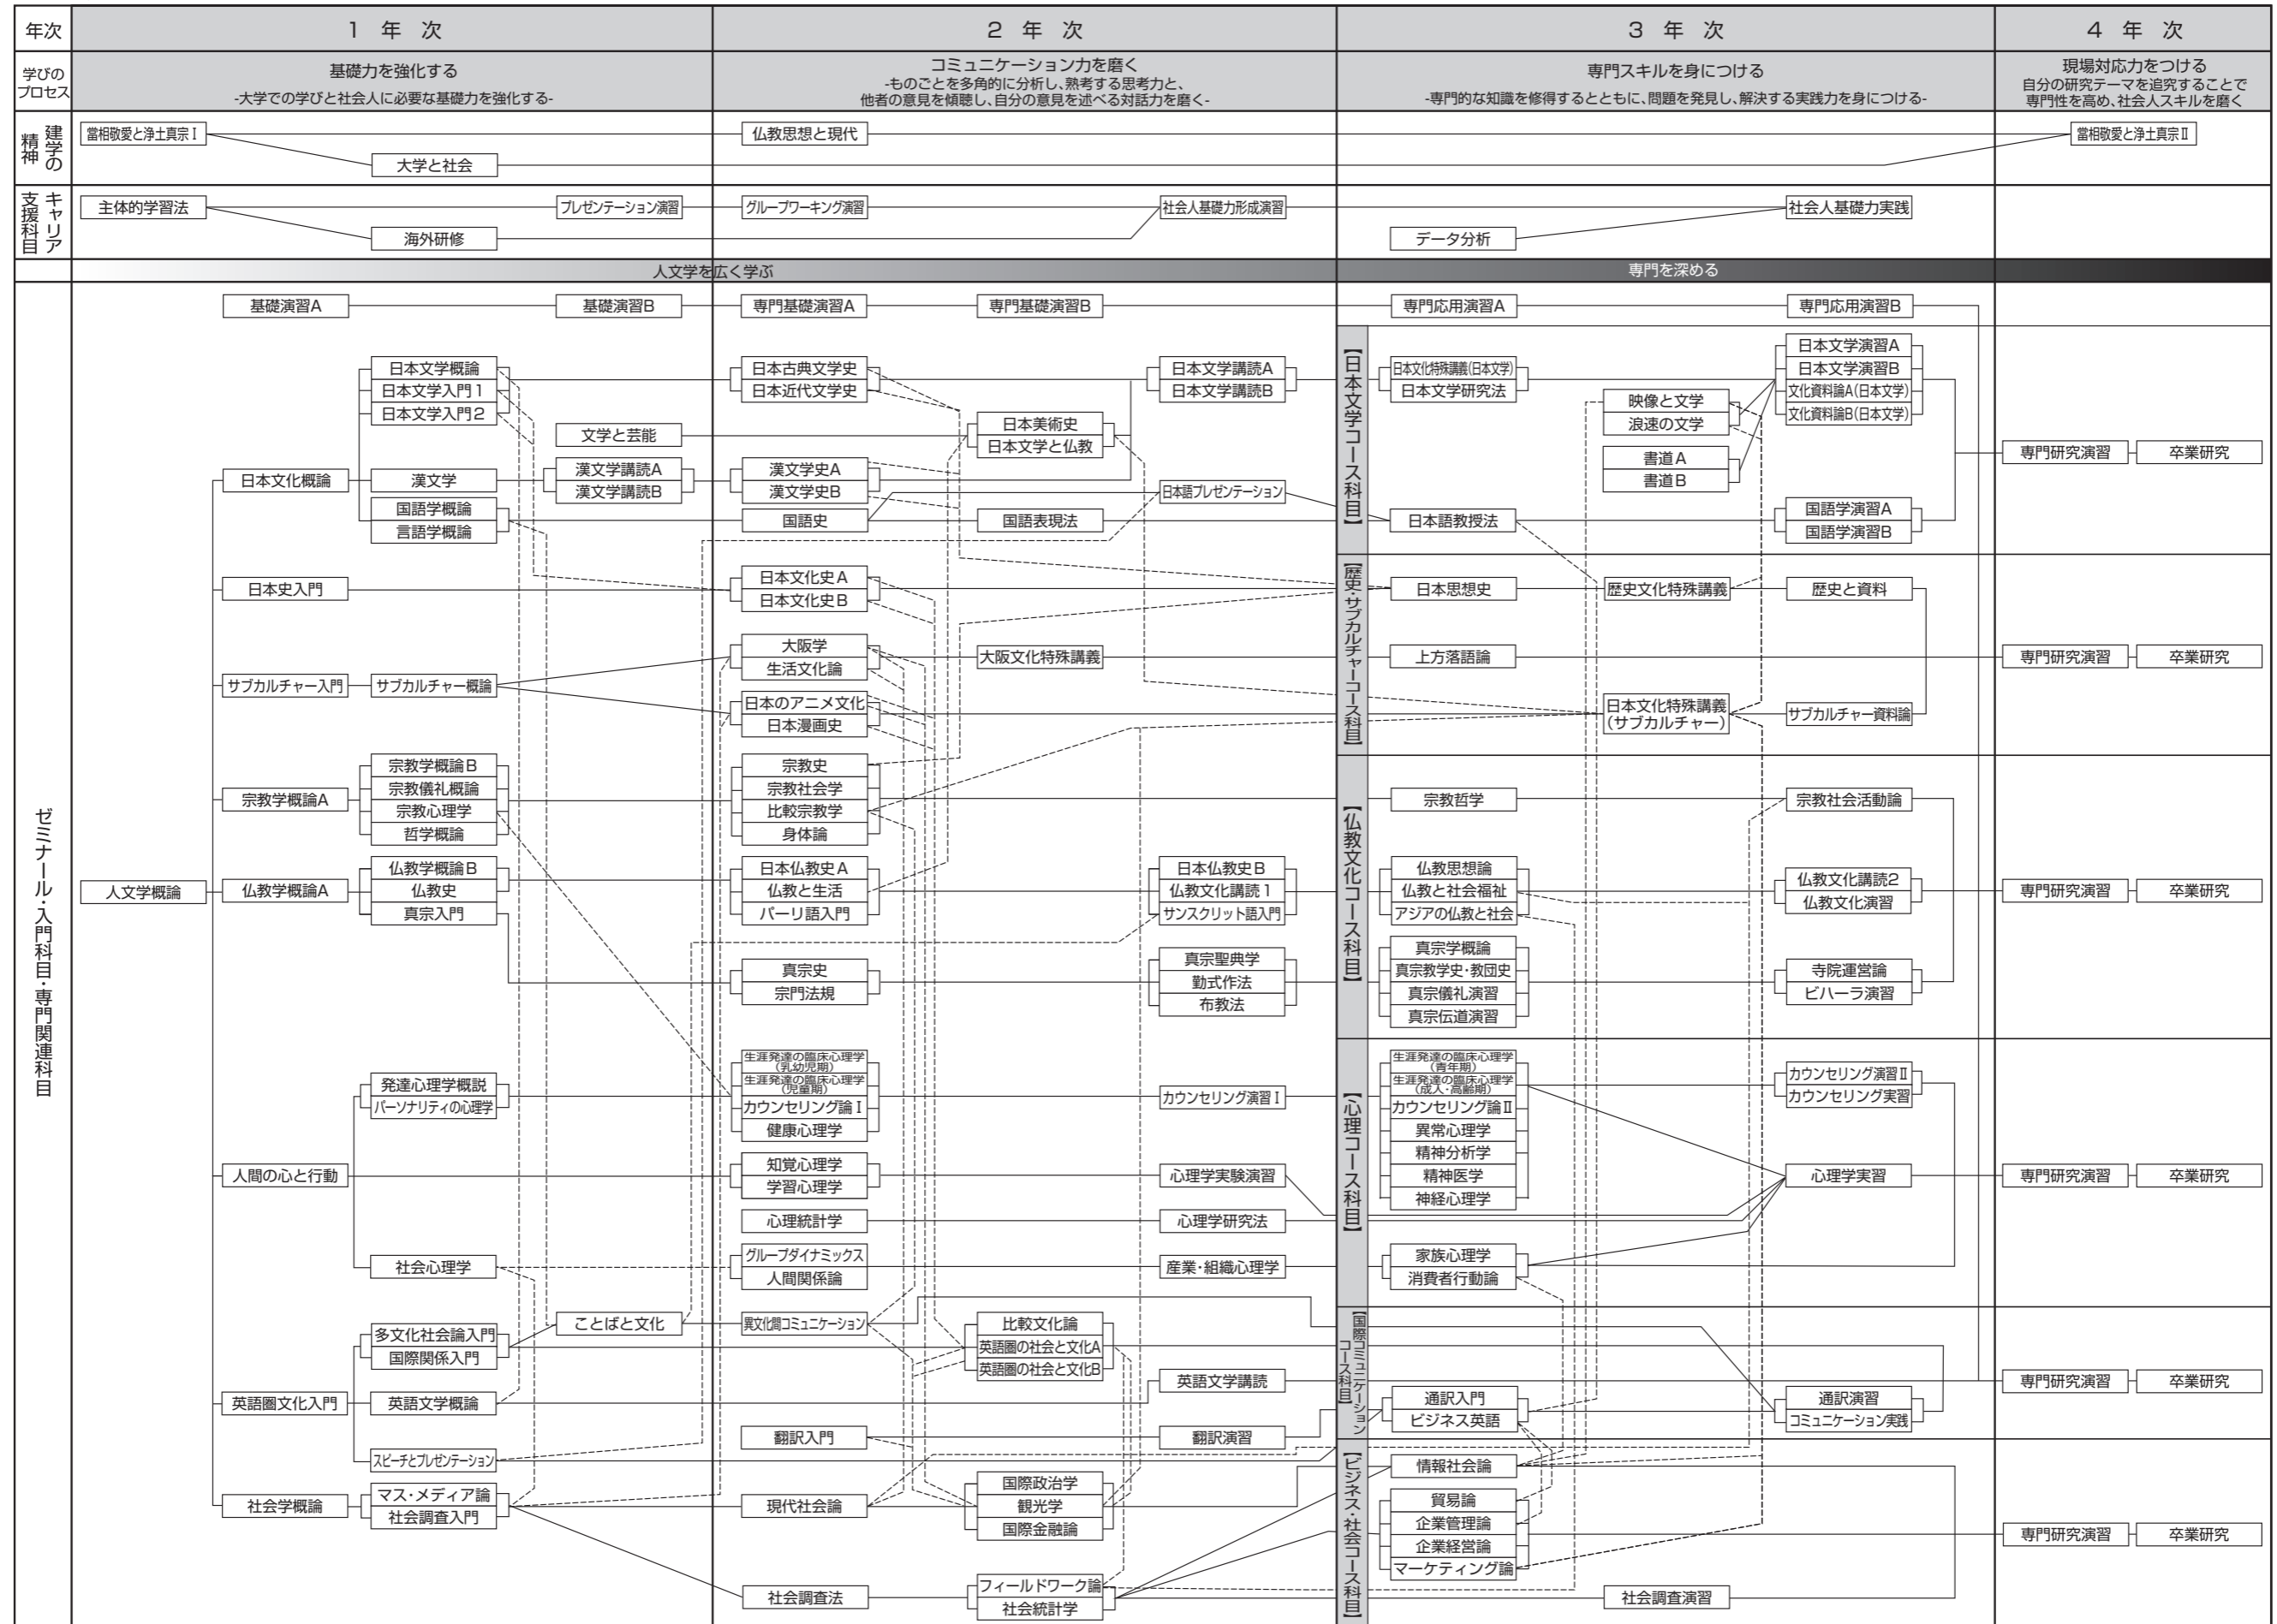 年次
1 年 次
2 年 次
3 年 次
4 年 次
学びの
プロセス
基礎力を強化する
-大学での学びと社会人に必要な基礎力を強化する-
コミュニケーション力を磨く
-ものごとを多角的に分析し、熟考する思考力と、
他者の意見を傾聴し、自分の意見を述べる対話力を磨く-
専門スキルを身につける
-専門的な知識を修得するとともに、問題を発見し、解決する実践力を身につける-
現場対応力をつける
自分の研究テーマを追究することで
専門性を高め、社会人スキルを磨く
建学の
精神
當相敬愛と浄土真宗Ⅰ
大学と社会
仏教思想と現代
當相敬愛と浄土真宗Ⅱ
キャリア
支援科目
主体的学習法
海外研修
プレゼンテーション演習
グループワーキング演習
社会人基礎力形成演習
データ分析
社会人基礎力実践
人文学を広く学ぶ
専門を深める
ゼミナール・入門科目・専門関連科目
基礎演習A
基礎演習B
専門基礎演習A
専門基礎演習B
専門応用演習A
専門応用演習B
人文学概論
日本文化概論
日本文学概論
日本文学入門1
日本文学入門2
漢文学
国語学概論
言語学概論
文学と芸能
漢文学講読A
漢文学講読B
日本古典文学史
日本近代文学史
漢文学史A
漢文学史B
国語史
日本美術史
日本文学と仏教
国語表現法
日本文学講読A
日本文学講読B
日本語プレゼンテーション
【日本文学コース科目】
日本文化特殊講義(日本文学)
日本文学研究法
日本語教授法
映像と文学
浪速の文学
書道A
書道B
日本文学演習A
日本文学演習B
文化資料論A(日本文学)
文化資料論B(日本文学)
国語学演習A
国語学演習B
専門研究演習
卒業研究
日本史入門
サブカルチャー入門
サブカルチャー概論
日本文化史A
日本文化史B
大阪学
生活文化論
日本のアニメ文化
日本漫画史
大阪文化特殊講義
【歴史・サブカルチャーコース科目】
日本思想史
上方落語論
歴史文化特殊講義
日本文化特殊講義
(サブカルチャー)
歴史と資料
サブカルチャー資料論
専門研究演習
卒業研究
宗教学概論A
宗教学概論B
宗教儀礼概論
宗教心理学
哲学概論
仏教学概論A
仏教学概論B
仏教史
真宗入門
宗教史
宗教社会学
比較宗教学
身体論
日本仏教史A
仏教と生活
パーリ語入門
真宗史
宗門法規
日本仏教史B
仏教文化講読1
サンスクリット語入門
真宗聖典学
勤式作法
布教法
【仏教文化コース科目】
宗教哲学
仏教思想論
仏教と社会福祉
アジアの仏教と社会
真宗学概論
真宗教学史・教団史
真宗儀礼演習
真宗伝道演習
宗教社会活動論
仏教文化講読2
仏教文化演習
寺院運営論
ビハーラ演習
専門研究演習
卒業研究
人間の心と行動
発達心理学概説
パーソナリティの心理学
社会心理学
生涯発達の臨床心理学
(乳幼児期)
生涯発達の臨床心理学
(児童期)
カウンセリング論Ⅰ
健康心理学
知覚心理学
学習心理学
心理統計学
グループダイナミックス
人間関係論
カウンセリング演習Ⅰ
心理学実験演習
心理学研究法
産業・組織心理学
【心理コース科目】
生涯発達の臨床心理学
(青年期)
生涯発達の臨床心理学
(成人・高齢期)
カウンセリング論Ⅱ
異常心理学
精神分析学
精神医学
神経心理学
家族心理学
消費者行動論
カウンセリング演習Ⅱ
カウンセリング実習
心理学実習
専門研究演習
卒業研究
英語圏文化入門
多文化社会論入門
国際関係入門
英語文学概論
スピーチとプレゼンテーション
ことばと文化
異文化間コミュニケーション
翻訳入門
比較文化論
英語圏の社会と文化A
英語圏の社会と文化B
英語文学講読
翻訳演習
【国際コミュニケーション
コース科目】
通訳入門
ビジネス英語
通訳演習
コミュニケーション実践
専門研究演習
卒業研究
社会学概論
マス・メディア論
社会調査入門
現代社会論
社会調査法
国際政治学
観光学
国際金融論
フィールドワーク論
社会統計学
【ビジネス・社会コース科目】
情報社会論
貿易論
企業管理論
企業経営論
マーケティング論
社会調査演習
専門研究演習
卒業研究